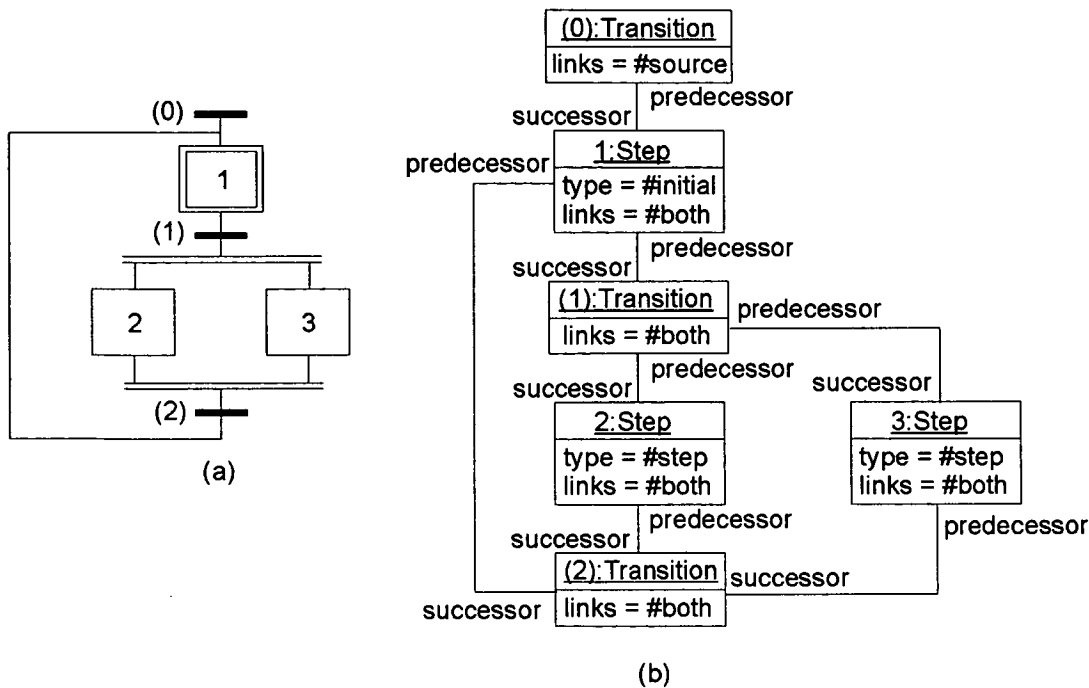 (0)
1
(1)
2
3
(2)
(a)
(0):Transition
links = #source
predecessor
successor
predecessor
1:Step
type = #initial
links = #both
predecessor
successor
(1):Transition
links = #both
predecessor
predecessor
successor
successor
2:Step
type = #step
links = #both
3:Step
type = #step
links = #both
predecessor
predecessor
successor
(2):Transition
links = #both
successor
successor
(b)